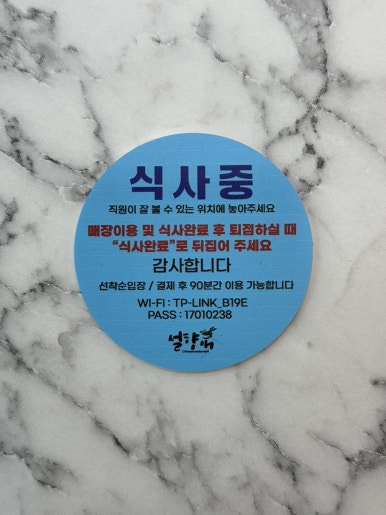 식사중
직원이 잘 볼 수 있는 위치에 놓아주세요
매장이용 및 식사완료 후 퇴점하실 때
"식사완료"로 뒤집어 주세요
감사합니다
선착순입장 / 결제 후 90분간 이용 가능합니다
WI-FI : TP-LINK_B19E
PASS : 17010238